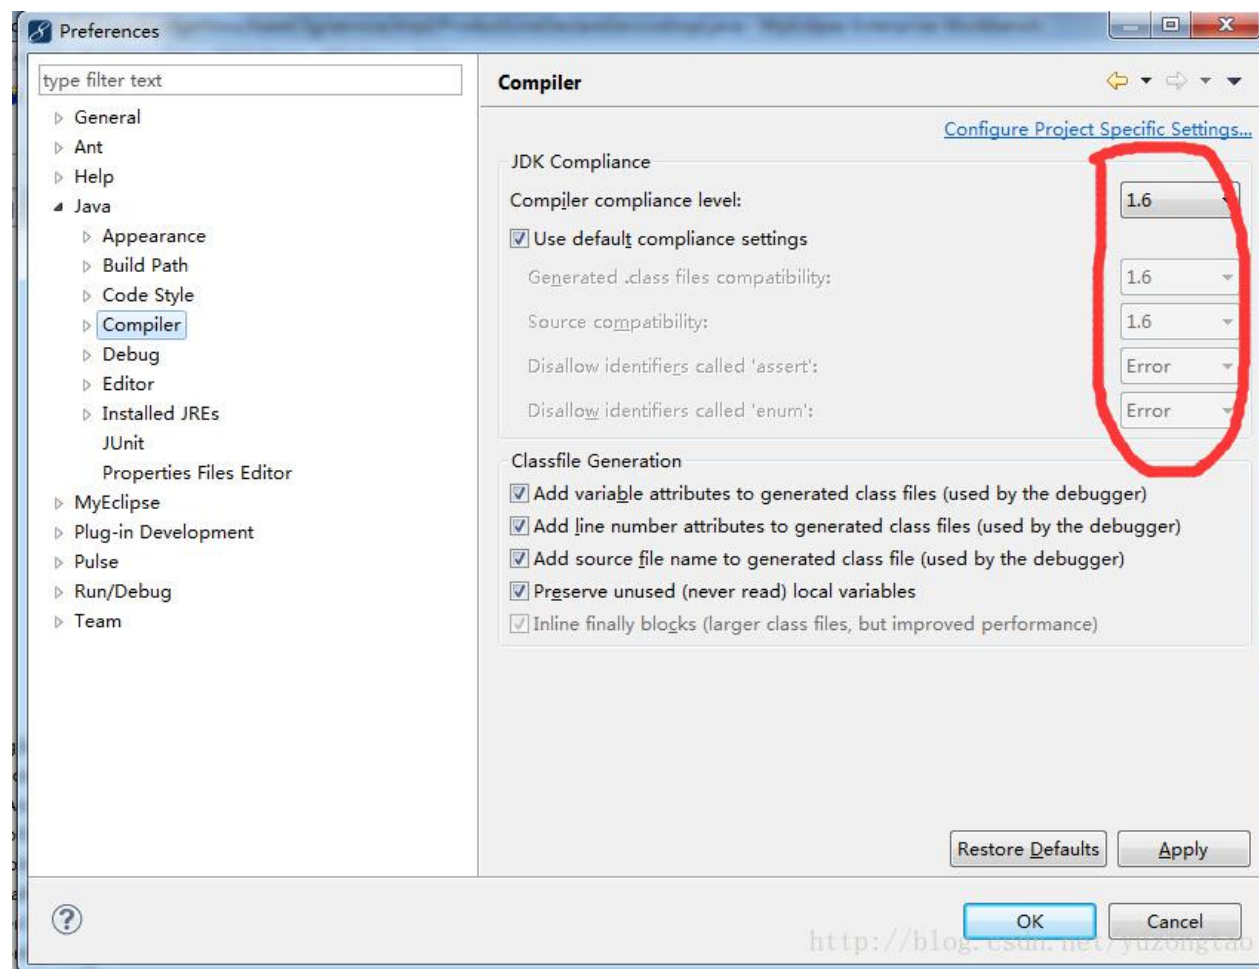 Preferences
type filter text
General
Ant
Help
Java
Appearance
Build Path
Code Style
Compiler
Debug
Editor
Installed JREs
JUnit
Properties Files Editor
MyEclipse
Plug-in Development
Pulse
Run/Debug
Team
Compiler
Configure Project Specific Settings...
JDK Compliance
Compiler compliance level: 1.6
Use default compliance settings
Generated .class files compatibility: 1.6
Source compatibility: 1.6
Disallow identifiers called 'assert': Error
Disallow identifiers called 'enum': Error
Classfile Generation
Add variable attributes to generated class files (used by the debugger)
Add line number attributes to generated class files (used by the debugger)
Add source file name to generated class file (used by the debugger)
Preserve unused (never read) local variables
Inline finally blocks (larger class files, but improved performance)
Restore Defaults Apply
OK Cancel
http://blog.csdn.net/yuzongtao